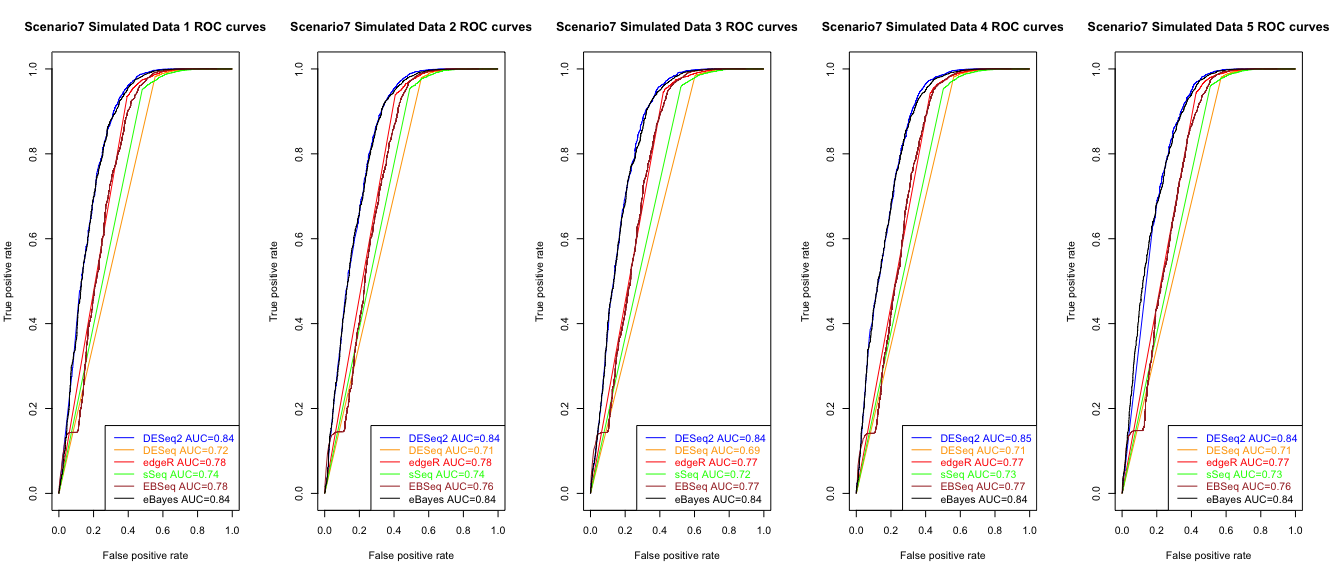 Scenario7 Simulated Data 1 ROC curves
True positive rate
1.0
0.8
0.6
0.4
0.2
0.0
DESeq2 AUC=0.84
DESeq AUC=0.72
edgeR AUC=0.78
sSeq AUC=0.74
EBSeq AUC=0.78
eBayes AUC=0.84
0.0 0.2 0.4 0.6 0.8 1.0
False positive rate
Scenario7 Simulated Data 2 ROC curves
True positive rate
1.0
0.8
0.6
0.4
0.2
0.0
DESeq2 AUC=0.84
DESeq AUC=0.71
edgeR AUC=0.78
sSeq AUC=0.74
EBSeq AUC=0.76
eBayes AUC=0.84
0.0 0.2 0.4 0.6 0.8 1.0
False positive rate
Scenario7 Simulated Data 3 ROC curves
True positive rate
1.0
0.8
0.6
0.4
0.2
0.0
DESeq2 AUC=0.84
DESeq AUC=0.69
edgeR AUC=0.77
sSeq AUC=0.72
EBSeq AUC=0.77
eBayes AUC=0.84
0.0 0.2 0.4 0.6 0.8 1.0
False positive rate
Scenario7 Simulated Data 4 ROC curves
True positive rate
1.0
0.8
0.6
0.4
0.2
0.0
DESeq2 AUC=0.85
DESeq AUC=0.71
edgeR AUC=0.77
sSeq AUC=0.73
EBSeq AUC=0.77
eBayes AUC=0.84
0.0 0.2 0.4 0.6 0.8 1.0
False positive rate
Scenario7 Simulated Data 5 ROC curves
True positive rate
1.0
0.8
0.6
0.4
0.2
0.0
DESeq2 AUC=0.84
DESeq AUC=0.71
edgeR AUC=0.77
sSeq AUC=0.73
EBSeq AUC=0.76
eBayes AUC=0.84
0.0 0.2 0.4 0.6 0.8 1.0
False positive rate